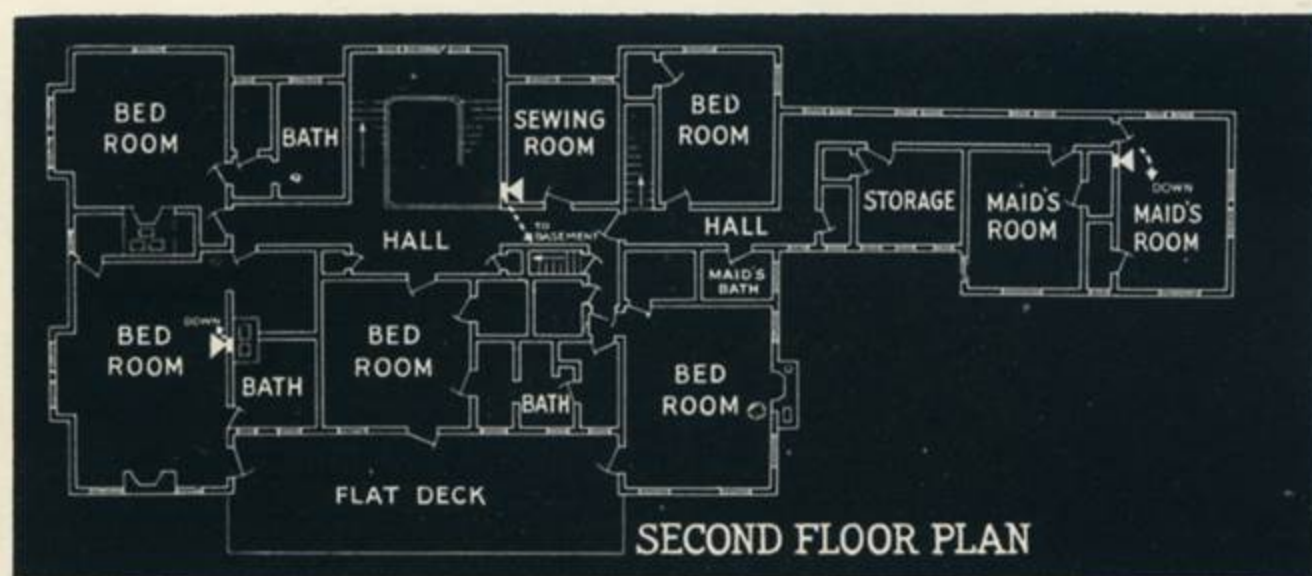 BED
ROOM
BATH
SEWING
ROOM
BED
ROOM
STORAGE
MAID'S
ROOM
DOWN
MAID'S
ROOM
HALL
TO
BASEMENT
HALL
MAID'S
BATH
BED
ROOM
DOWN
BATH
BED
ROOM
BATH
BED
ROOM
FLAT DECK
SECOND FLOOR PLAN